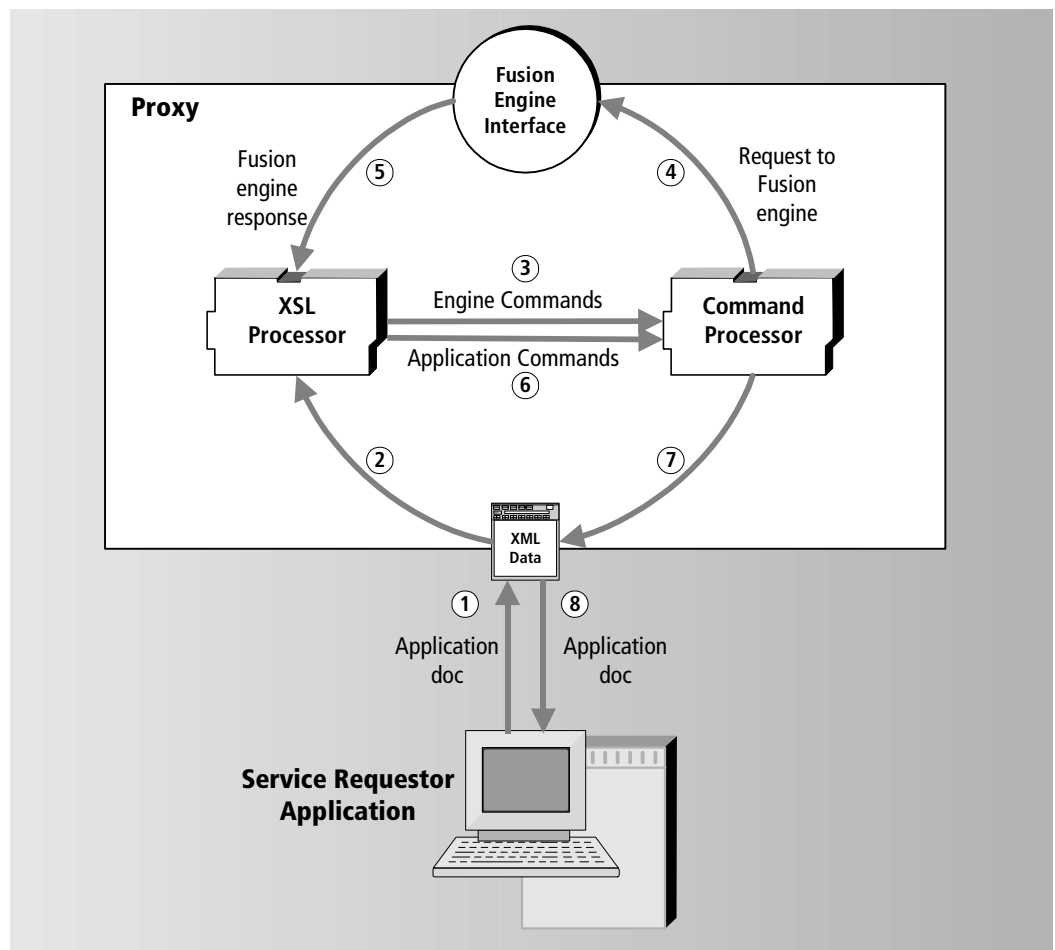 Fusion
Engine
Interface
Proxy
Fusion
engine
response
5
4
Request to
Fusion
engine
3
Engine Commands
XSL
Processor
Command
Processor
Application Commands
6
2
7
XML
Data
1
8
Application
doc
Application
doc
Service Requestor
Application